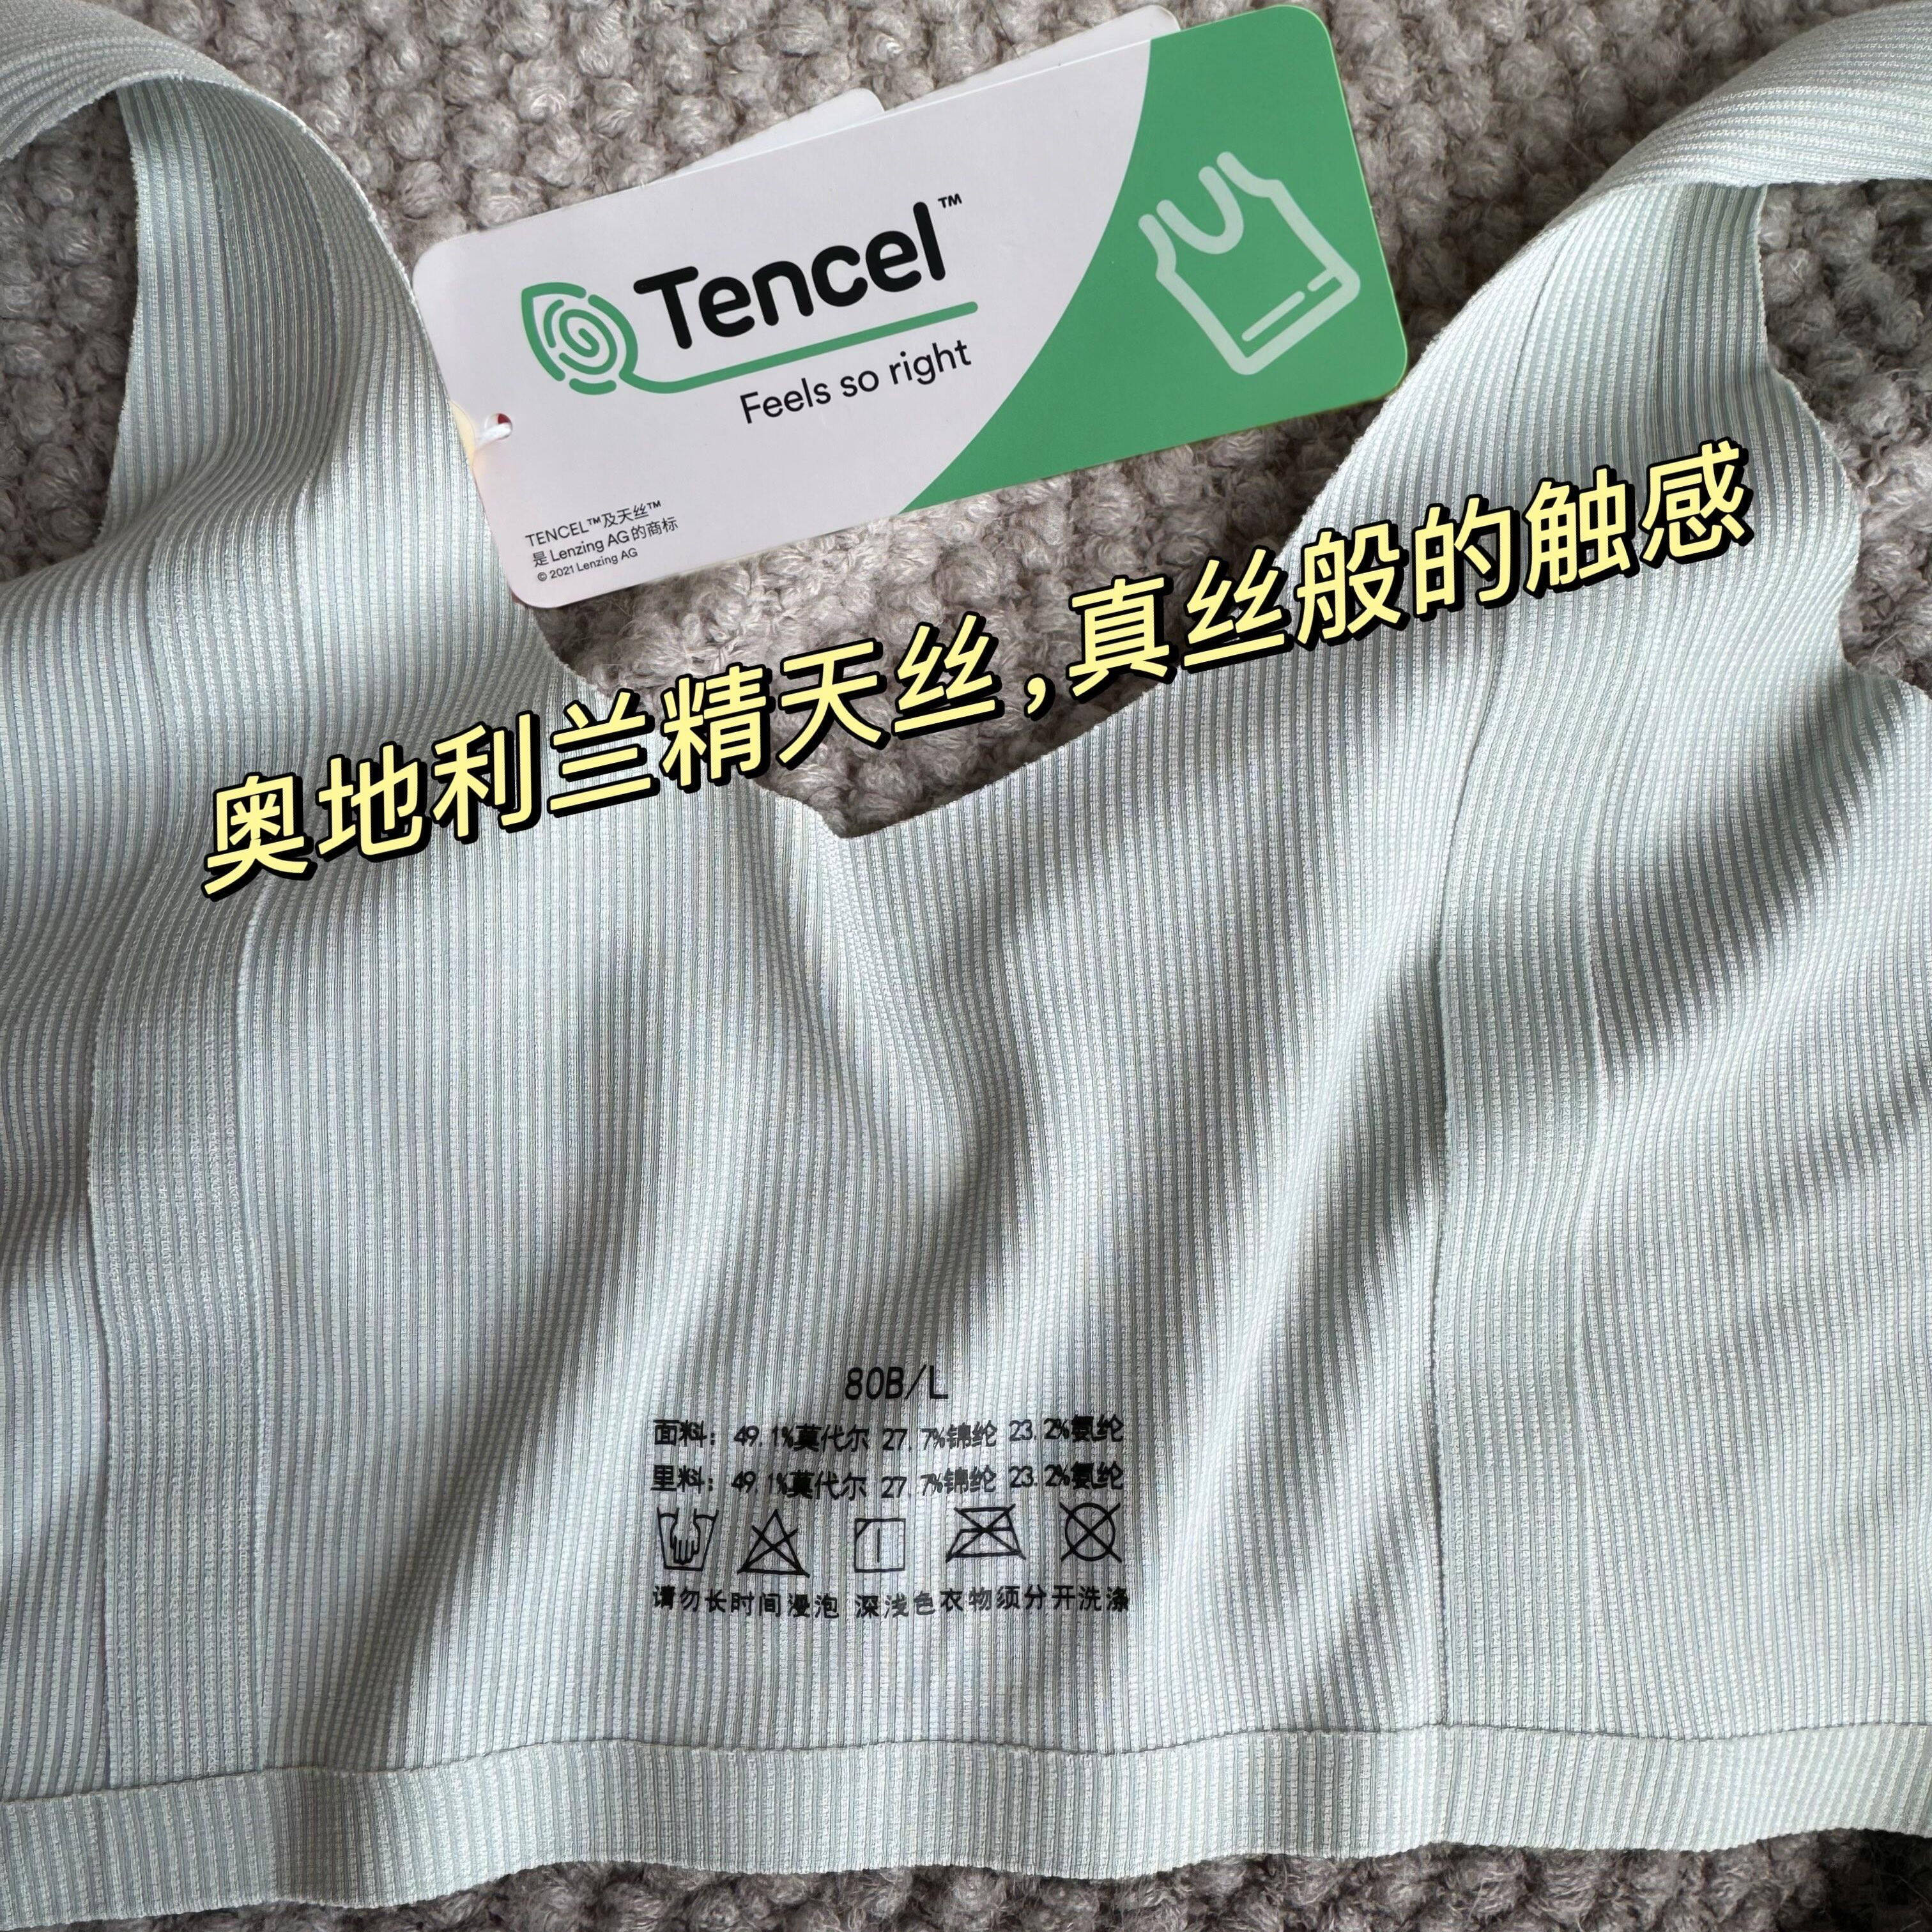 Tencel™
Feels so right
TENCEL™及天丝™
是 Lenzing AG 的商标
© 2021 Lenzing AG
奥地利兰精天丝,真丝般的触感
80B/L
面料: 49.1%莫代尔 27.7%锦纶 23.2%氨纶
里料: 49.1%莫代尔 27.7%锦纶 23.2%氨纶
请勿长时间浸泡 深浅色衣物须分开洗涤